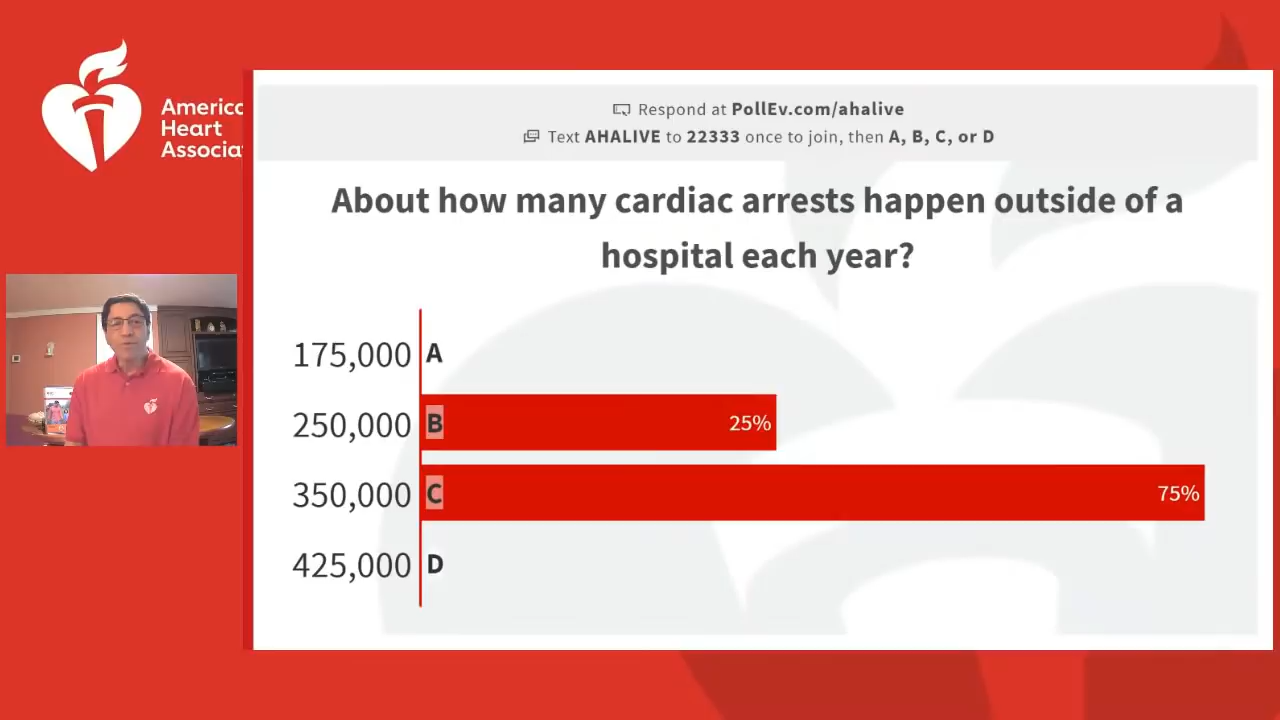 America
Heart
Associa
Respond at PollEv.com/ahalive
Text AHALIVE to 22333 once to join, then A, B, C, or D
About how many cardiac arrests happen outside of a
hospital each year?
175,000 A
250,000 B 25%
350,000 C 75%
425,000 D